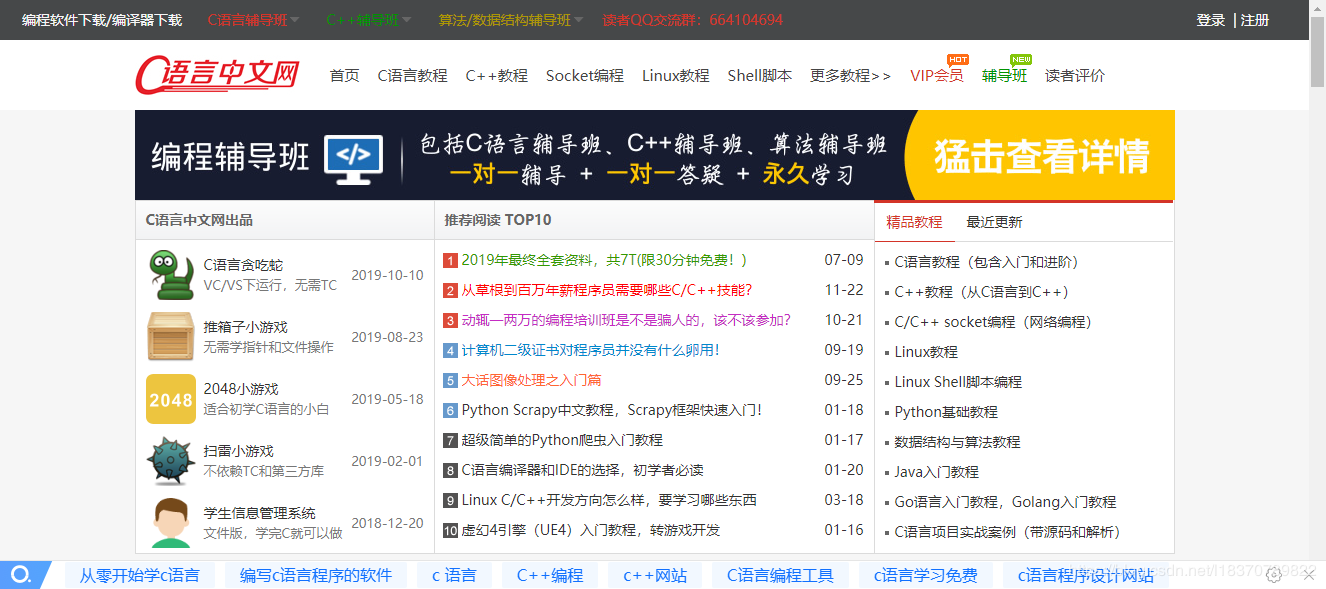 编程软件下载/编译器下载 C语言辅导班 C++辅导班 算法/数据结构辅导班 读者QQ交流群：664104694 登录 | 注册
C语言中文网 首页 C语言教程 C++教程 Socket编程 Linux教程 Shell脚本 更多教程>> VIP会员 HOT 辅导班 NEW 读者评价
编程辅导班 </> 包括C语言辅导班、C++辅导班、算法辅导班
一对一辅导 + 一对一答疑 + 永久学习
猛击查看详情
C语言中文网出品
C语言贪吃蛇
VC/VS下运行，无需TC 2019-10-10
推箱子小游戏
无需学指针和文件操作 2019-08-23
2048
2048小游戏
适合初学C语言的小白 2019-05-18
扫雷小游戏
不依赖TC和第三方库 2019-02-01
学生信息管理系统
文件版，学完C就可以做 2018-12-20
推荐阅读 TOP10
1 2019年最终全套资料，共7T(限30分钟免费！) 07-09
2 从草根到百万年薪程序员需要哪些C/C++技能? 11-22
3 动辄一两万的编程培训班是不是骗人的，该不该参加? 10-21
4 计算机二级证书对程序员并没有什么卵用！ 09-19
5 大话图像处理之入门篇 09-25
6 Python Scrapy中文教程，Scrapy框架快速入门！ 01-18
7 超级简单的Python爬虫入门教程 01-17
8 C语言编译器和IDE的选择，初学者必读 01-20
9 Linux C/C++开发方向怎么样，要学习哪些东西 03-18
10 虚幻4引擎（UE4）入门教程，转游戏开发 01-16
精品教程 最近更新
C语言教程（包含入门和进阶）
C++教程（从C语言到C++）
C/C++ socket编程（网络编程）
Linux教程
Linux Shell脚本编程
Python基础教程
数据结构与算法教程
Java入门教程
Go语言入门教程，Golang入门教程
C语言项目实战案例（带源码和解析）
从零开始学c语言 编写c语言程序的软件 c 语言 C++编程 c++网站 C语言编程工具 c语言学习免费 c语言程序设计网站